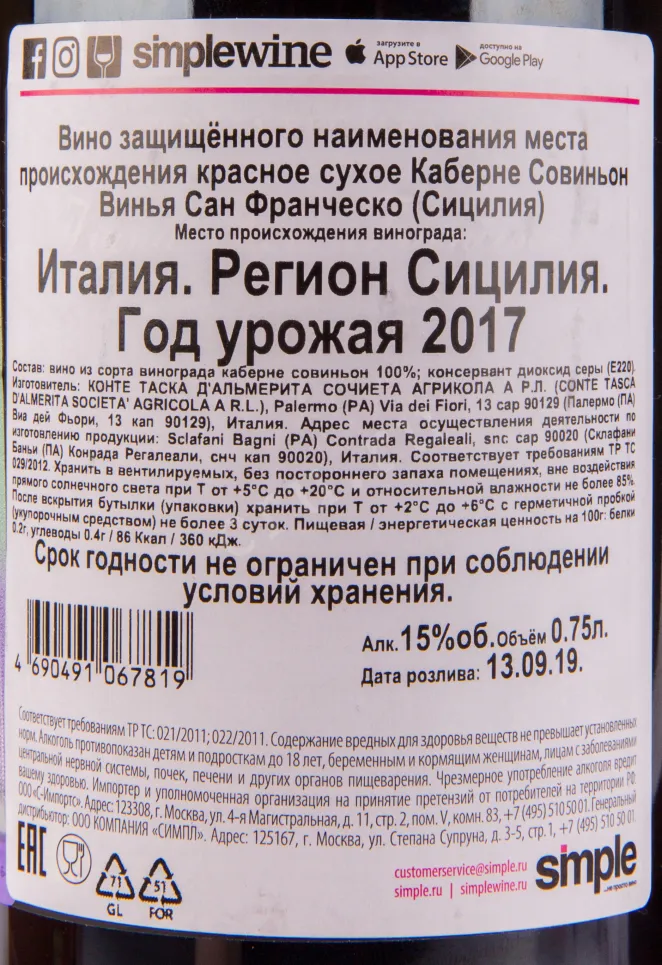 simplewine загрузите в App Store доступно на Google Play
Вино защищённого наименования места
происхождения красное сухое Каберне Совиньон
Винья Сан Франческо (Сицилия)
Место происхождения винограда:
Италия. Регион Сицилия.
Год урожая 2017
Состав: вино из сорта винограда каберне совиньон 100%; консервант диоксид серы (Е220).
Изготовитель: КОНТЕ ТАСКА Д'АЛЬМЕРИТА СОЧИЕТА АГРИКОЛА А Р.Л. (CONTE TASCA
D'ALMERITA SOCIETA' AGRICOLA A R.L.), Palermo (PA) Via dei Fiori, 13 cap 90129 (Палермо (ПА)
Виа дей Фьори, 13 кап 90129), Италия. Адрес места осуществления деятельности по
изготовлению продукции: Sclafani Bagni (PA) Contrada Regaleali, snc cap 90020 (Склафани
Баньи (ПА) Конрада Регалеали, снч кап 90020), Италия. Соответствует требованиям ТР ТС
029/2012. Хранить в вентилируемых, без постороннего запаха помещениях, вне воздействия
прямого солнечного света при Т от +5°С до +20°С и относительной влажности не более 85%.
После вскрытия бутылки (упаковки) хранить при Т от +2°С до +6°С с герметичной пробкой
(укупорочным средством) не более 3 суток. Пищевая / энергетическая ценность на 100г: белки
0.2г, углеводы 0.4г / 86 Ккал / 360 кДж.
Срок годности не ограничен при соблюдении
условий хранения.
Алк.15%об.Объём 0.75л.
Дата розлива: 13.09.19.
4 690491 067819
Соответствует требованиям ТР ТС: 021/2011; 022/2011. Содержание вредных для здоровья веществ не превышает установленных
норм. Алкоголь противопоказан детям и подросткам до 18 лет, беременным и кормящим женщинам, лицам с заболеваниями
центральной нервной системы, почек, печени и других органов пищеварения. Чрезмерное употребление алкоголя вредит
вашему здоровью. Импортер и уполномоченная организация на принятие претензий от потребителей на территории РФ:
ООО «С-Импортс». Адрес: 123308, г. Москва, ул. 4-я Магистральная, д. 11, стр. 2, пом. V, комн. 83, +7 (495) 510 50 01. Генеральный
дистрибьютор: ООО КОМПАНИЯ «СИМПЛ». Адрес: 125167, г. Москва, ул. Степана Супруна, д. 3-5, стр.1, +7 (495) 510 50 01
EAC
71
GL
51
FOR
customerservice@simple.ru
simple.ru | simplewine.ru
simple
...не просто вино